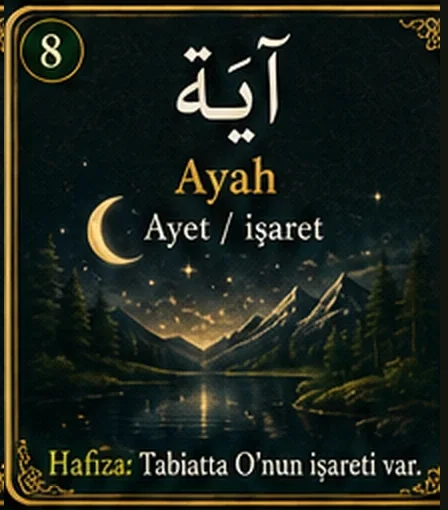 8
آيَة
Ayah
Ayet / işaret
Hafıza: Tabiatta O'nun işareti var.